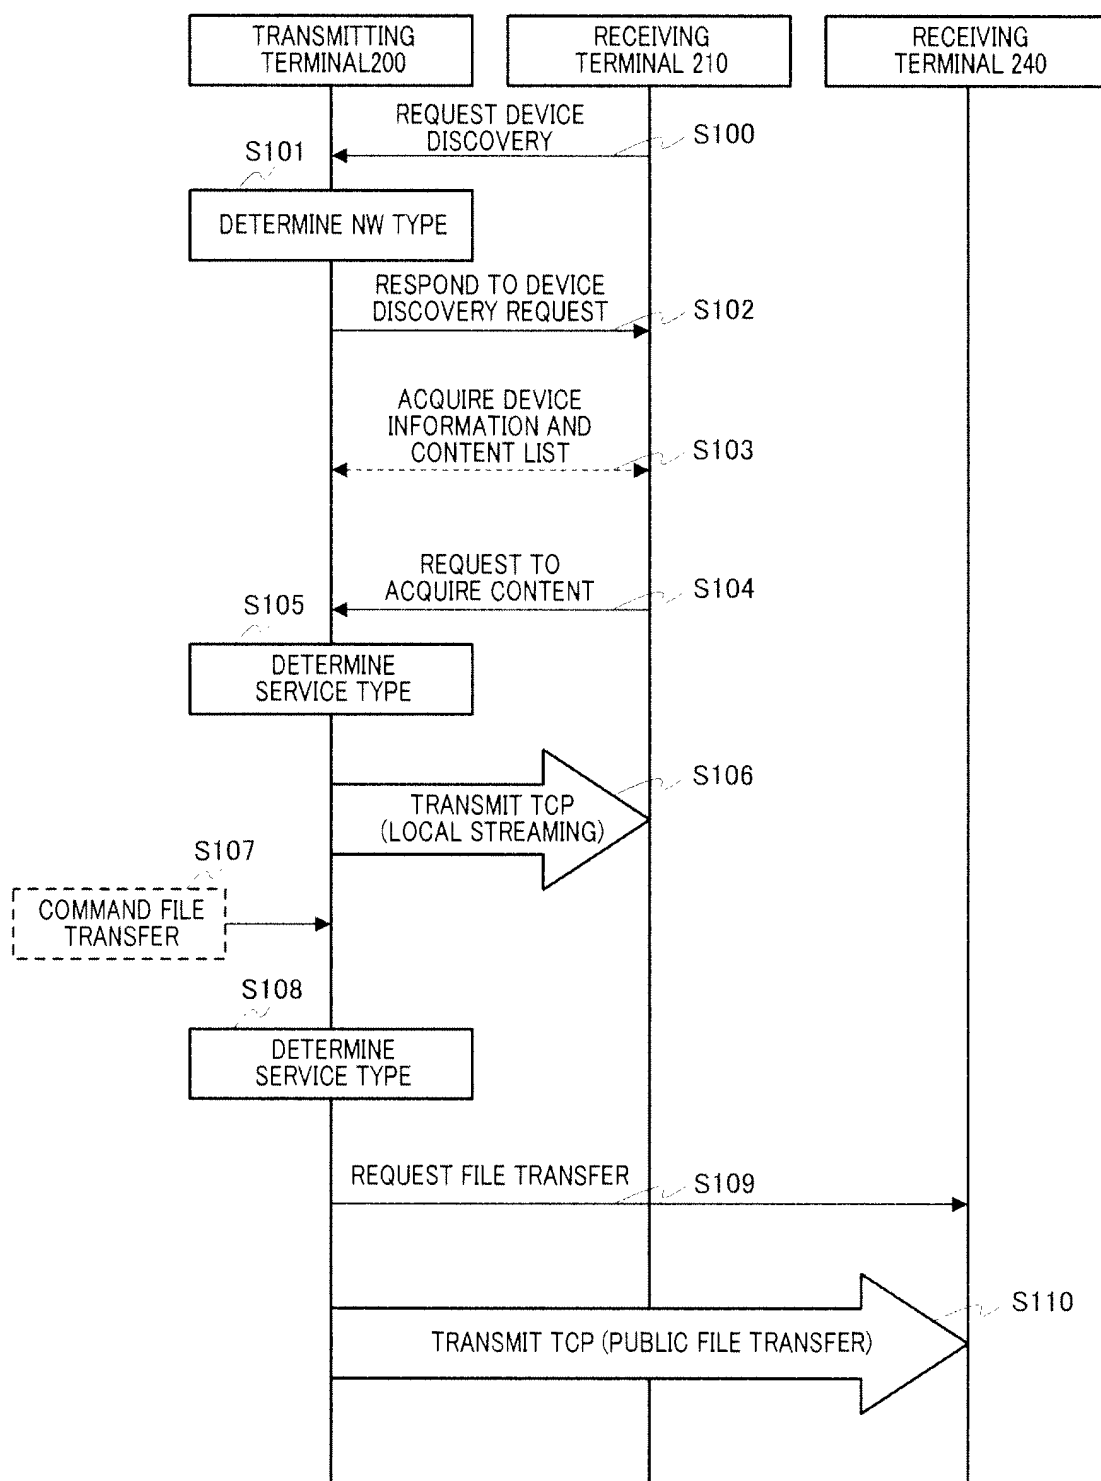 TRANSMITTING
TERMINAL200
RECEIVING
TERMINAL 210
RECEIVING
TERMINAL 240
REQUEST DEVICE
DISCOVERY
S100
S101
DETERMINE NW TYPE
RESPOND TO DEVICE
DISCOVERY REQUEST
S102
ACQUIRE DEVICE
INFORMATION AND
CONTENT LIST
S103
REQUEST TO
ACQUIRE CONTENT
S104
S105
DETERMINE
SERVICE TYPE
S106
TRANSMIT TCP
(LOCAL STREAMING)
S107
COMMAND FILE
TRANSFER
S108
DETERMINE
SERVICE TYPE
REQUEST FILE TRANSFER
S109
S110
TRANSMIT TCP (PUBLIC FILE TRANSFER)